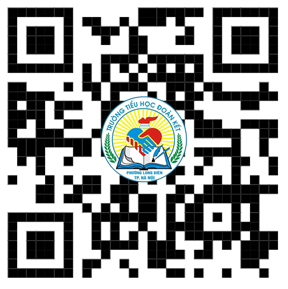 TRƯỜNG TIỂU HỌC ĐOÀN KẾT
PHƯỜNG LONG BIÊN
TP. HÀ NỘI